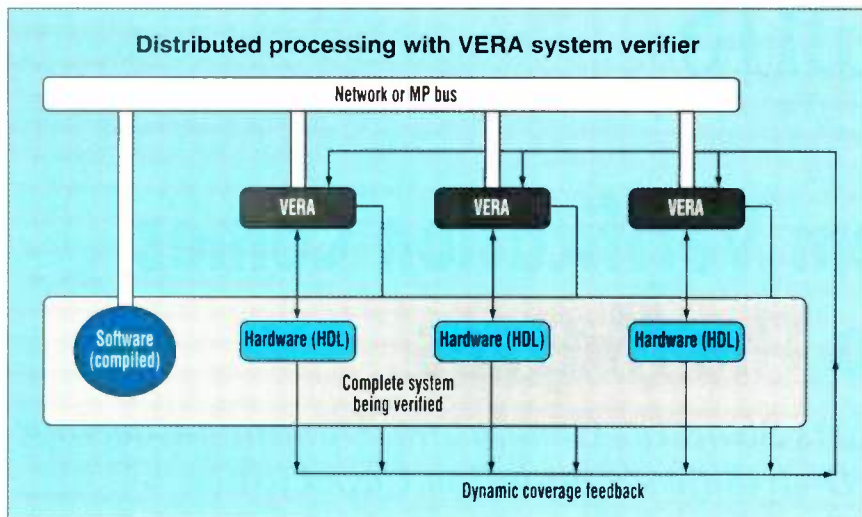 Distributed processing with VERA system verifier
Network or MP bus
VERA
VERA
VERA
Software
(compiled)
Hardware (HDL)
Hardware (HDL)
Hardware (HDL)
Complete system
being verified
Dynamic coverage feedback